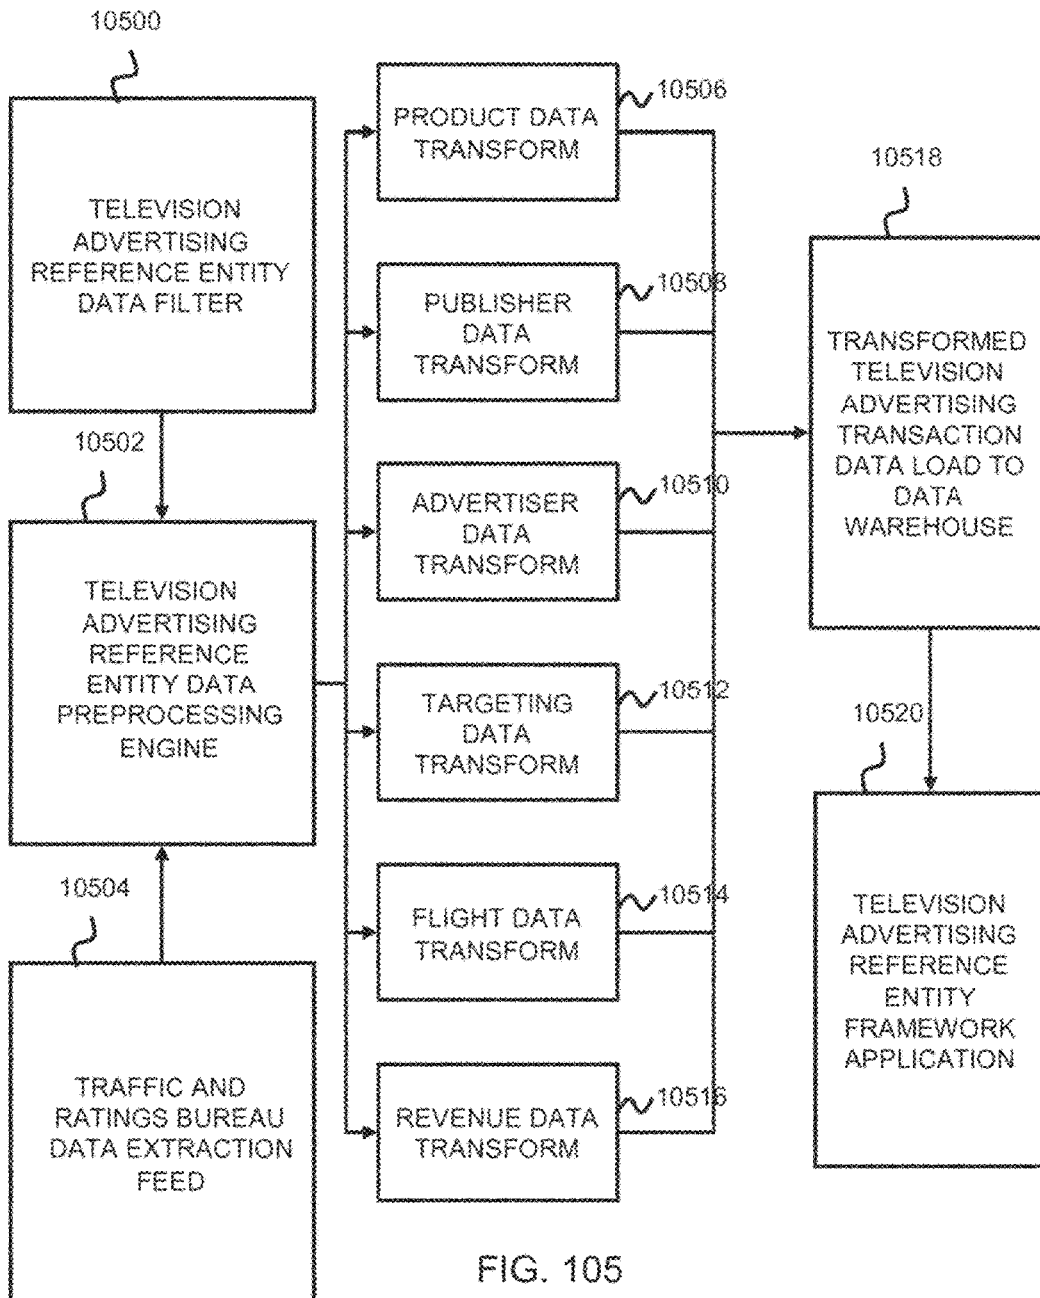 10500
TELEVISION
ADVERTISING
REFERENCE ENTITY
DATA FILTER
10502
TELEVISION
ADVERTISING
REFERENCE
ENTITY DATA
PREPROCESSING
ENGINE
10504
TRAFFIC AND
RATINGS BUREAU
DATA EXTRACTION
FEED
10506
PRODUCT DATA
TRANSFORM
10508
PUBLISHER
DATA
TRANSFORM
10510
ADVERTISER
DATA
TRANSFORM
10512
TARGETING
DATA
TRANSFORM
10514
FLIGHT DATA
TRANSFORM
10516
REVENUE DATA
TRANSFORM
10518
TRANSFORMED
TELEVISION
ADVERTISING
TRANSACTION
DATA LOAD TO
DATA
WAREHOUSE
10520
TELEVISION
ADVERTISING
REFERENCE
ENTITY
FRAMEWORK
APPLICATION
FIG. 105